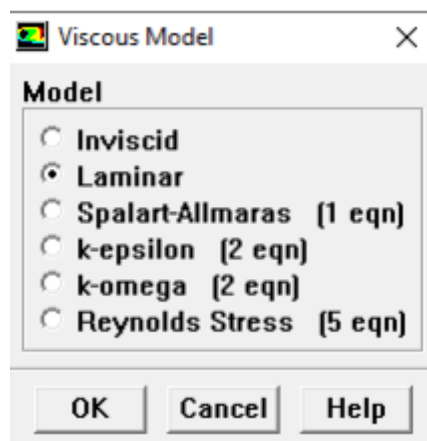 Viscous Model
Model
Inviscid
Laminar
Spalart-Allmaras (1 eqn)
k-epsilon (2 eqn)
k-omega (2 eqn)
Reynolds Stress (5 eqn)
OK Cancel Help